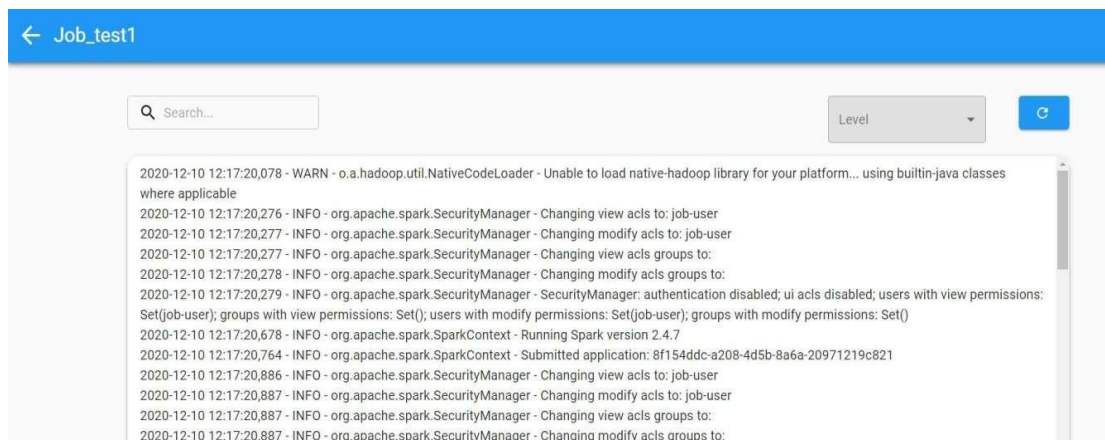 Job_test1
Search...
Level
2020-12-10 12:17:20,078 - WARN - o.a.hadoop.util.NativeCodeLoader - Unable to load native-hadoop library for your platform... using builtin-java classes
where applicable
2020-12-10 12:17:20,276 - INFO - org.apache.spark.SecurityManager - Changing view acls to: job-user
2020-12-10 12:17:20,277 - INFO - org.apache.spark.SecurityManager - Changing modify acls to: job-user
2020-12-10 12:17:20,277 - INFO - org.apache.spark.SecurityManager - Changing view acls groups to:
2020-12-10 12:17:20,278 - INFO - org.apache.spark.SecurityManager - Changing modify acls groups to:
2020-12-10 12:17:20,279 - INFO - org.apache.spark.SecurityManager - SecurityManager: authentication disabled; ui acls disabled; users with view permissions:
Set(job-user); groups with view permissions: Set(); users with modify permissions: Set(job-user); groups with modify permissions: Set()
2020-12-10 12:17:20,678 - INFO - org.apache.spark.SparkContext - Running Spark version 2.4.7
2020-12-10 12:17:20,764 - INFO - org.apache.spark.SparkContext - Submitted application: 8f154ddc-a208-4d5b-8a6a-20971219c821
2020-12-10 12:17:20,886 - INFO - org.apache.spark.SecurityManager - Changing view acls to: job-user
2020-12-10 12:17:20,887 - INFO - org.apache.spark.SecurityManager - Changing modify acls to: job-user
2020-12-10 12:17:20,887 - INFO - org.apache.spark.SecurityManager - Changing view acls groups to:
2020-12-10 12:17:20,887 - INFO - org.apache.spark.SecurityManager - Changing modify acls groups to: